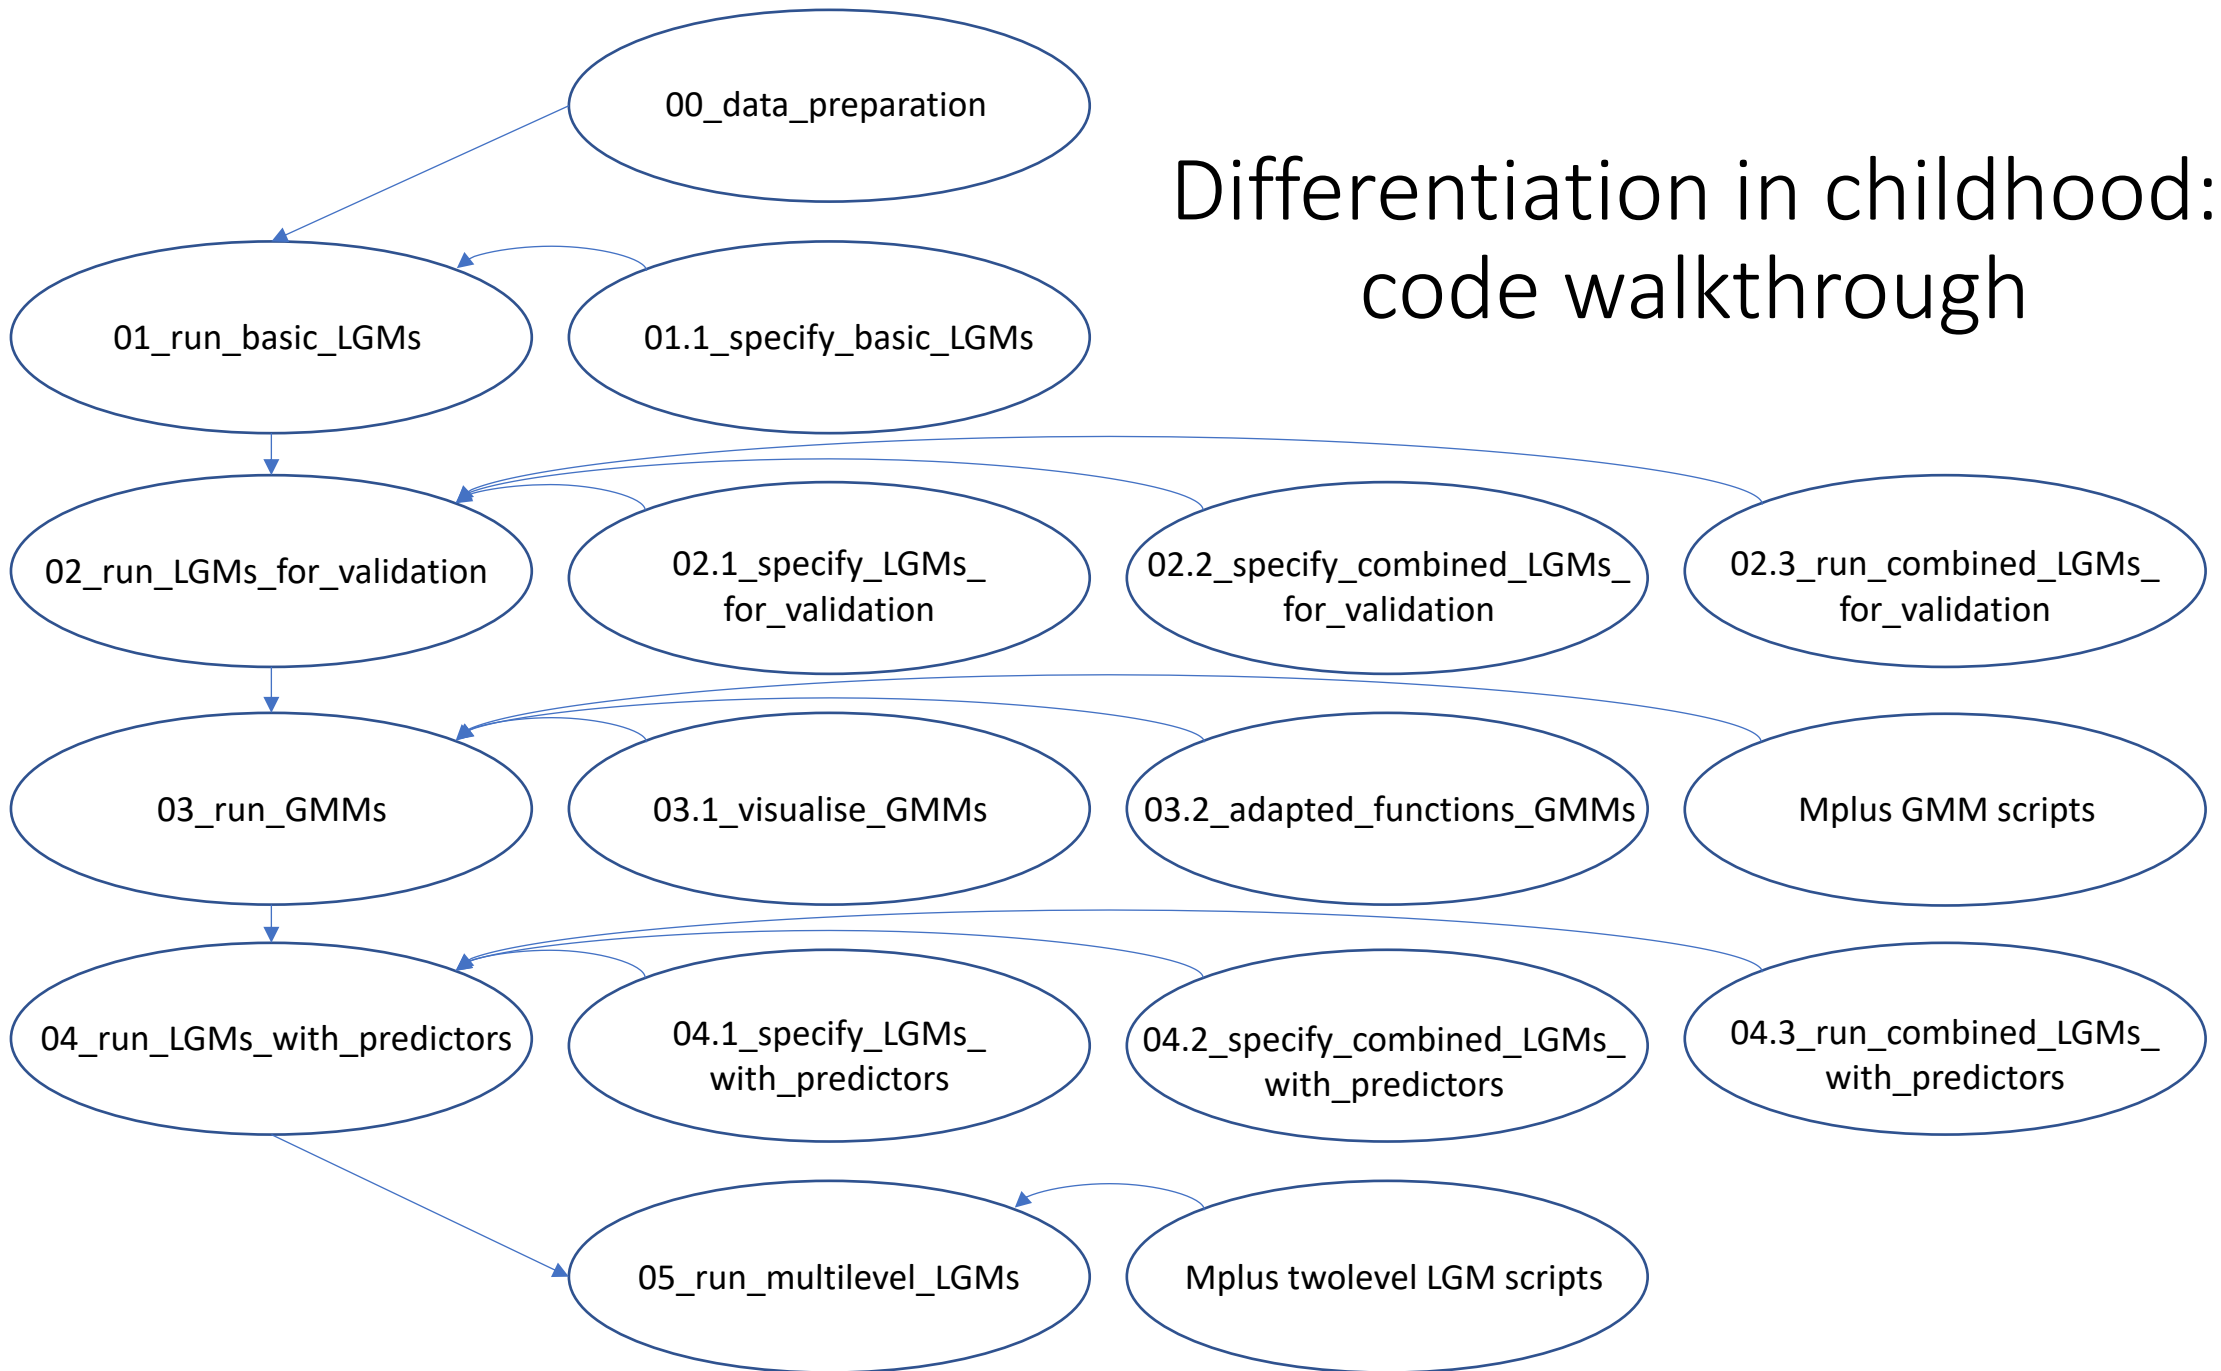 00_data_preparation
Differentiation in childhood:
code walkthrough
01_run_basic_LGMs
01.1_specify_basic_LGMs
02_run_LGMs_for_validation
02.1_specify_LGMs_
for_validation
02.2_specify_combined_LGMs_
for_validation
02.3_run_combined_LGMs_
for_validation
03_run_GMMs
03.1_visualise_GMMs
03.2_adapted_functions_GMMs
Mplus GMM scripts
04_run_LGMs_with_predictors
04.1_specify_LGMs_
with_predictors
04.2_specify_combined_LGMs_
with_predictors
04.3_run_combined_LGMs_
with_predictors
05_run_multilevel_LGMs
Mplus twolevel LGM scripts